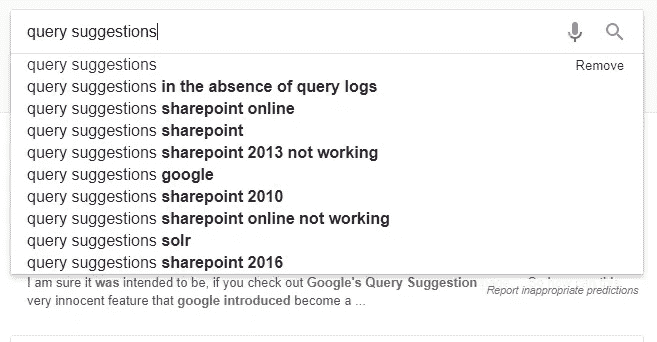 query suggestions
query suggestions Remove
query suggestions in the absence of query logs
query suggestions sharepoint online
query suggestions sharepoint
query suggestions sharepoint 2013 not working
query suggestions google
query suggestions sharepoint 2010
query suggestions sharepoint online not working
query suggestions solr
query suggestions sharepoint 2016
I am sure it was intended to be, if you check out Google's Query Suggestion
Report inappropriate predictions
very innocent feature that google introduced become a ...